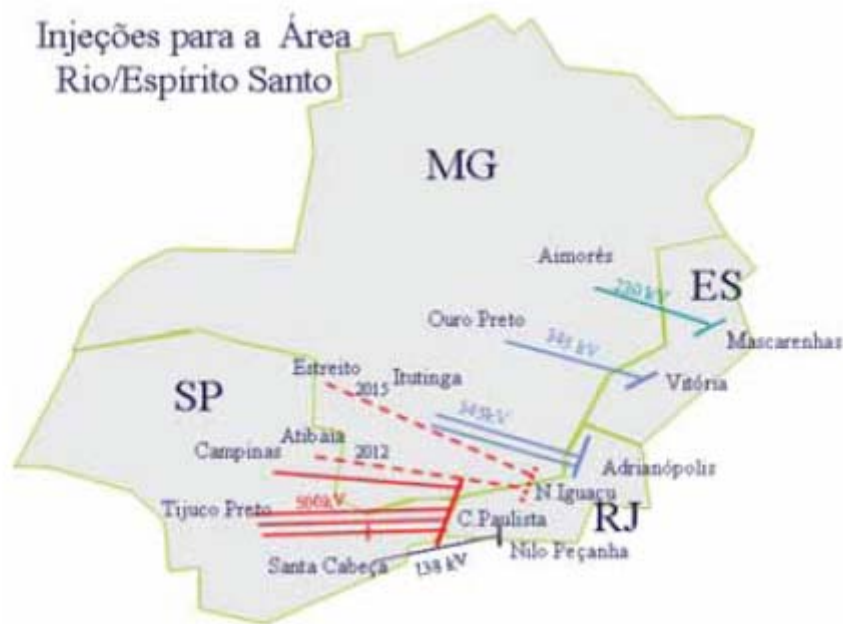 Injeções para a Área
Rio/Espírito Santo
MG
Aimorés
230 kV
ES
Ouro Preto
345 kV
Mascarenhas
Vitória
Estreito
2015
Itutinga
SP
345kV
Atibaia
2012
Campinas
Adrianópolis
N.Iguaçu
Tijuco Preto
500kV
C.Paulista
RJ
Nilo Peçanha
Santa Cabeça
138 kV